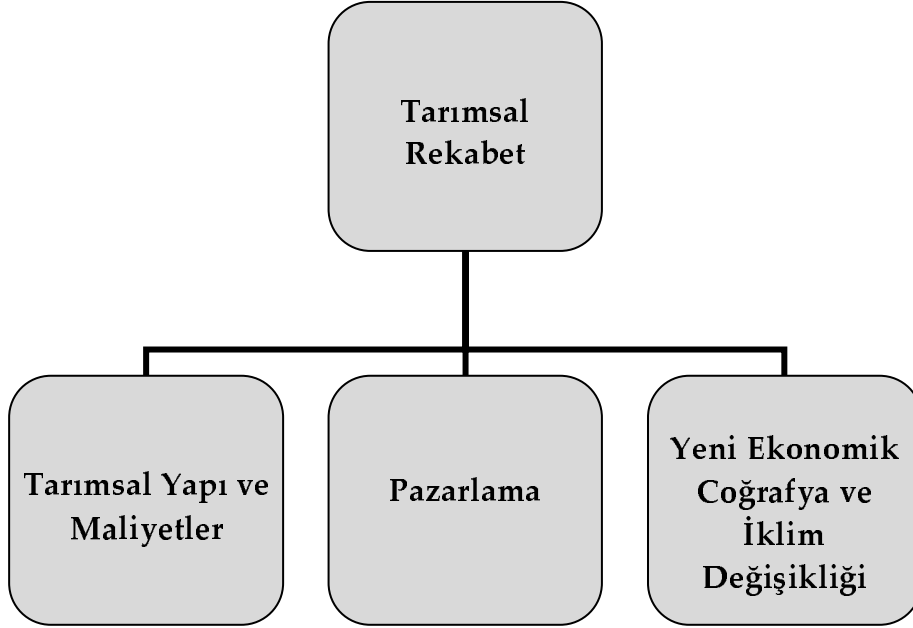 Tarımsal
Rekabet
Tarımsal Yapı ve
Maliyetler
Pazarlama
Yeni Ekonomik
Coğrafya ve
İklim
Değişikliği